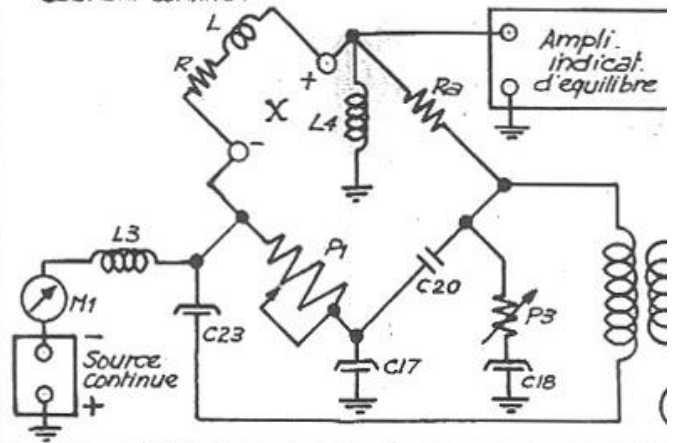 L
R
+
X
-
L4
Ra
Ampli.
indicat.
d'equilibre
L3
P1
M1
C23
C20
P3
-
Source
continue
+
C17
C18